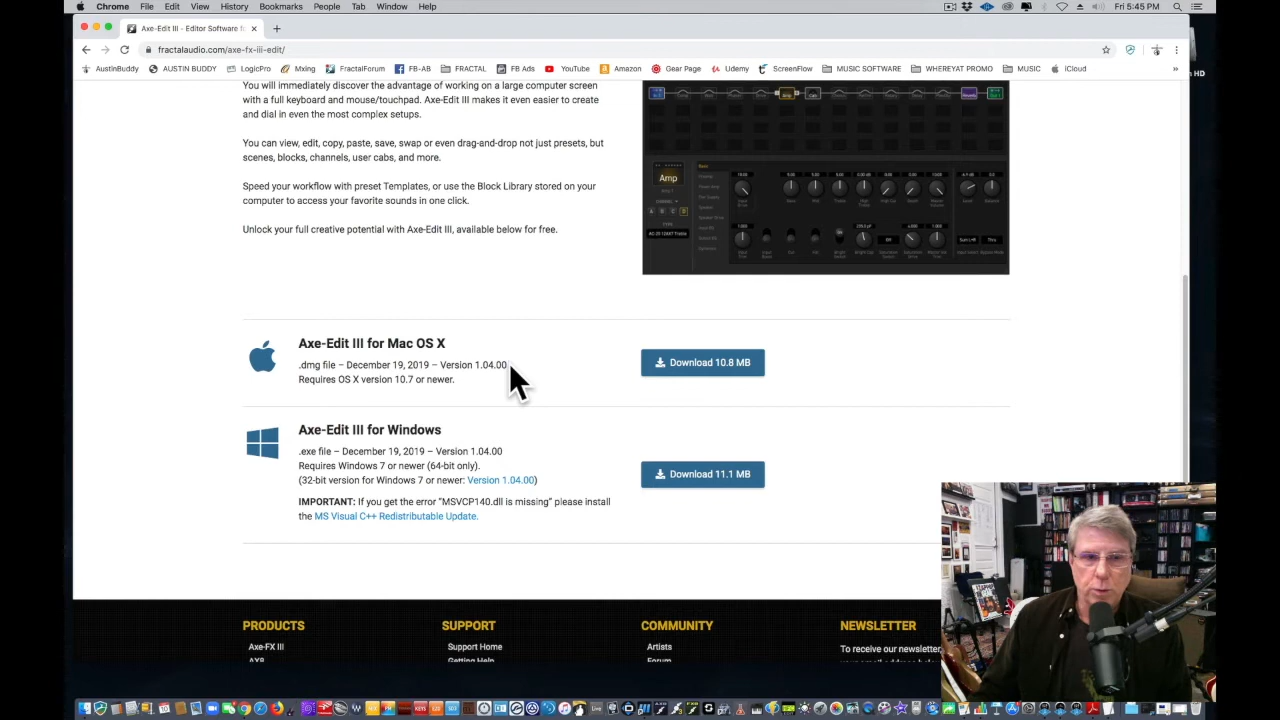 Chrome File Edit View History Bookmarks People Tab Window Help Fri 5:45 PM
Axe-Edit III - Editor Software f
fractalaudio.com/axe-fx-iii-edit/
AustinBuddy AUSTIN BUDDY LogicPro Mxing FractalForum FB-AB FRACTAL FB Ads YouTube Amazon Gear Page Udemy ScreenFlow MUSIC SOFTWARE WHEREYAT PROMO MUSIC iCloud
HD
You will immediately discover the advantage of working on a large computer screen
with a full keyboard and mouse/touchpad. Axe-Edit III makes it even easier to create
and dial in even the most complex setups.
You can view, edit, copy, paste, save, swap or even drag-and-drop not just presets, but
scenes, blocks, channels, user cabs, and more.
Speed your workflow with preset Templates, or use the Block Library stored on your
computer to access your favorite sounds in one click.
Unlock your full creative potential with Axe-Edit III, available below for free.
Amp
Axe-Edit III for Mac OS X
.dmg file – December 19, 2019 – Version 1.04.00
Requires OS X version 10.7 or newer.
Download 10.8 MB
Axe-Edit III for Windows
.exe file – December 19, 2019 – Version 1.04.00
Requires Windows 7 or newer (64-bit only).
(32-bit version for Windows 7 or newer: Version 1.04.00)
Download 11.1 MB
IMPORTANT: If you get the error “MSVCP140.dll is missing” please install
the MS Visual C++ Redistributable Update.
PRODUCTS SUPPORT COMMUNITY NEWSLETTER
Axe-FX III Support Home Artists To receive our newsletter,
AX8 Getting Help Forum